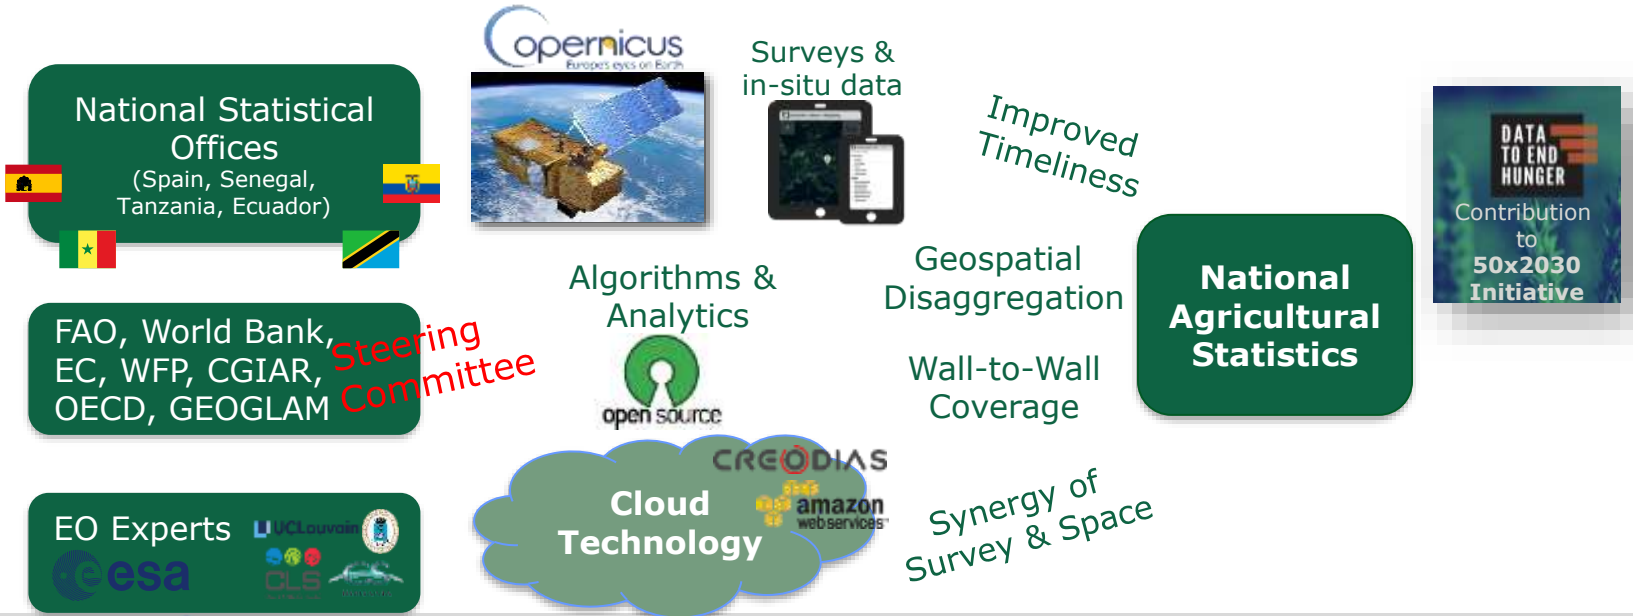 National Statistical
Offices
(Spain, Senegal,
Tanzania, Ecuador)
FAO, World Bank,
EC, WFP, CGIAR,
OECD, GEOGLAM
Steering
Committee
EO Experts
UCLouvain
esa
CLS
opernicus
Europe's eyes on Earth
Surveys &
in-situ data
Algorithms &
Analytics
open source
Cloud
Technology
CREODIAS
amazon
webservices
Improved
Timeliness
Geospatial
Disaggregation
Wall-to-Wall
Coverage
Synergy of
Survey & Space
National
Agricultural
Statistics
DATA
TO END
HUNGER
Contribution
to
50x2030
Initiative